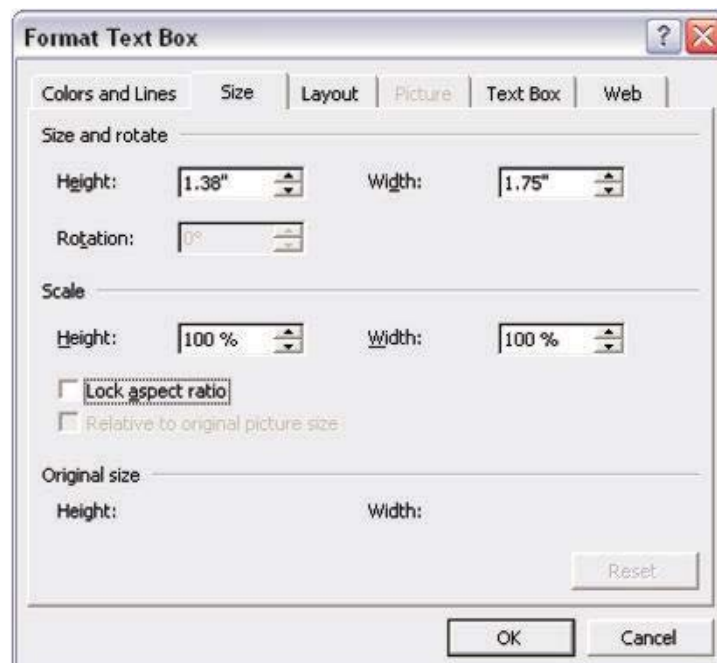 Format Text Box
?
Colors and Lines Size Layout Picture Text Box Web
Size and rotate
Height: 1.38" Width: 1.75"
Rotation: 0°
Scale
Height: 100 % Width: 100 %
Lock aspect ratio
Relative to original picture size
Original size
Height: Width:
Reset
OK Cancel